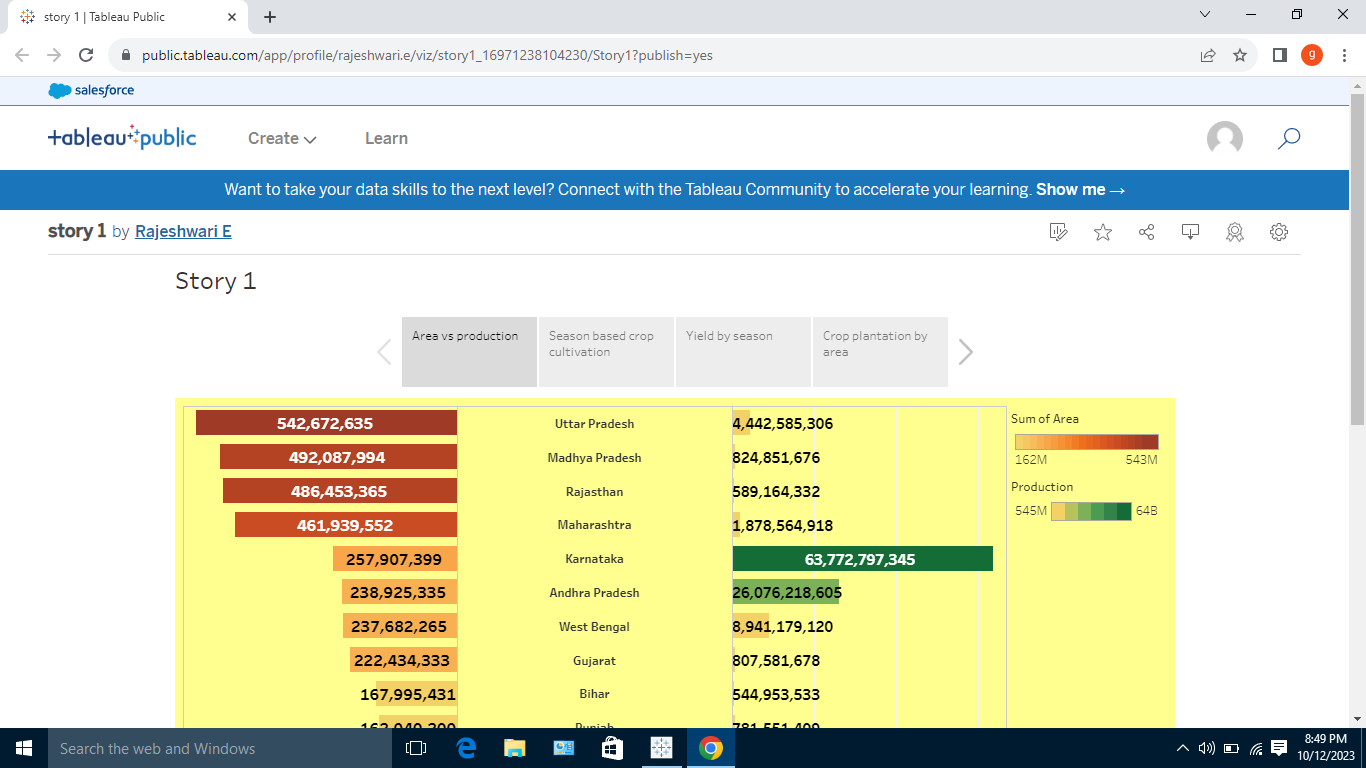 story 1 | Tableau Public
public.tableau.com/app/profile/rajeshwari.e/viz/story1_16971238104230/Story1?publish=yes
g
salesforce
+ableau public
Create
Learn
Want to take your data skills to the next level? Connect with the Tableau Community to accelerate your learning. Show me →
story 1 by Rajeshwari E
Story 1
Area vs production
Season based crop
cultivation
Yield by season
Crop plantation by
area
542,672,635 Uttar Pradesh 4,442,585,306
492,087,994 Madhya Pradesh 824,851,676
486,453,365 Rajasthan 589,164,332
461,939,552 Maharashtra 1,878,564,918
257,907,399 Karnataka 63,772,797,345
238,925,335 Andhra Pradesh 26,076,218,605
237,682,265 West Bengal 8,941,179,120
222,434,333 Gujarat 807,581,678
167,995,431 Bihar 544,953,533
Punjab
Sum of Area
162M 543M
Production
545M 64B
Search the web and Windows
8:49 PM
10/12/2023